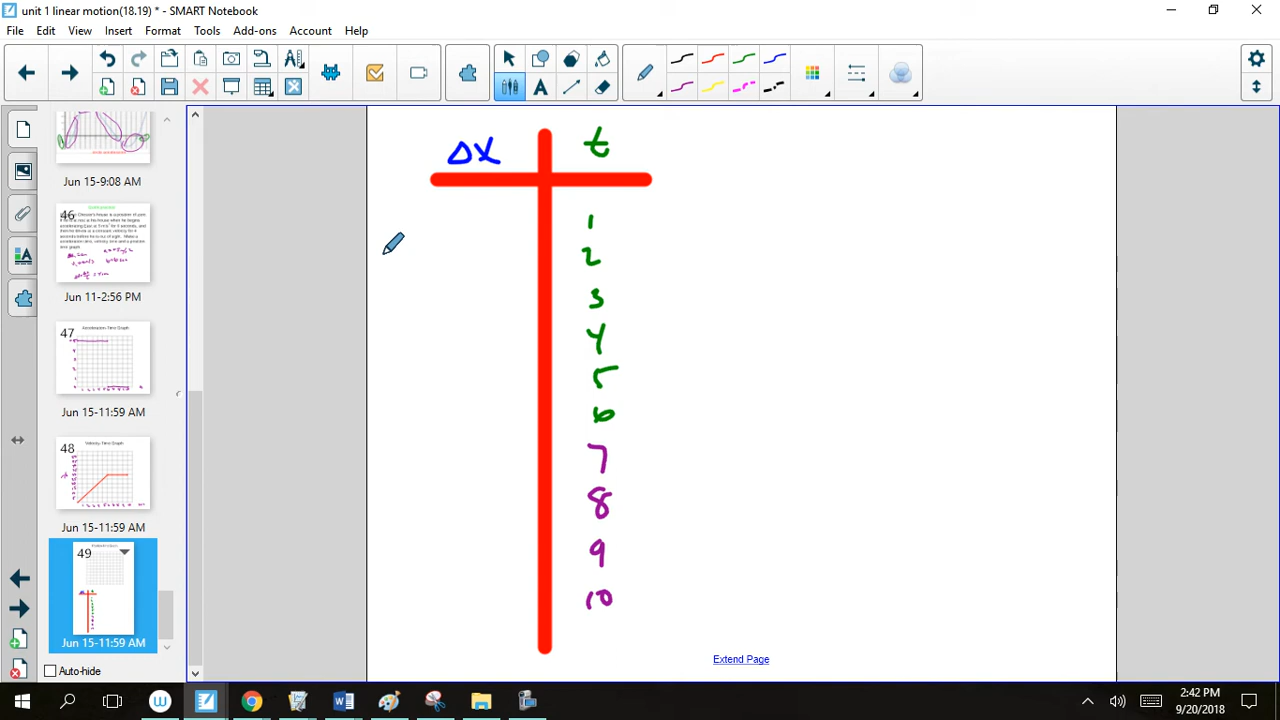 unit 1 linear motion(18.19) * - SMART Notebook
File Edit View Insert Format Tools Add-ons Account Help
Jun 15-9:08 AM
46
Jun 11-2:56 PM
47
Acceleration-Time Graph
Jun 15-11:59 AM
48
Velocity-Time Graph
Jun 15-11:59 AM
49
Jun 15-11:59 AM
Auto-hide
Δx t
1
2
3
4
5
6
7
8
9
10
Extend Page
2:42 PM
9/20/2018